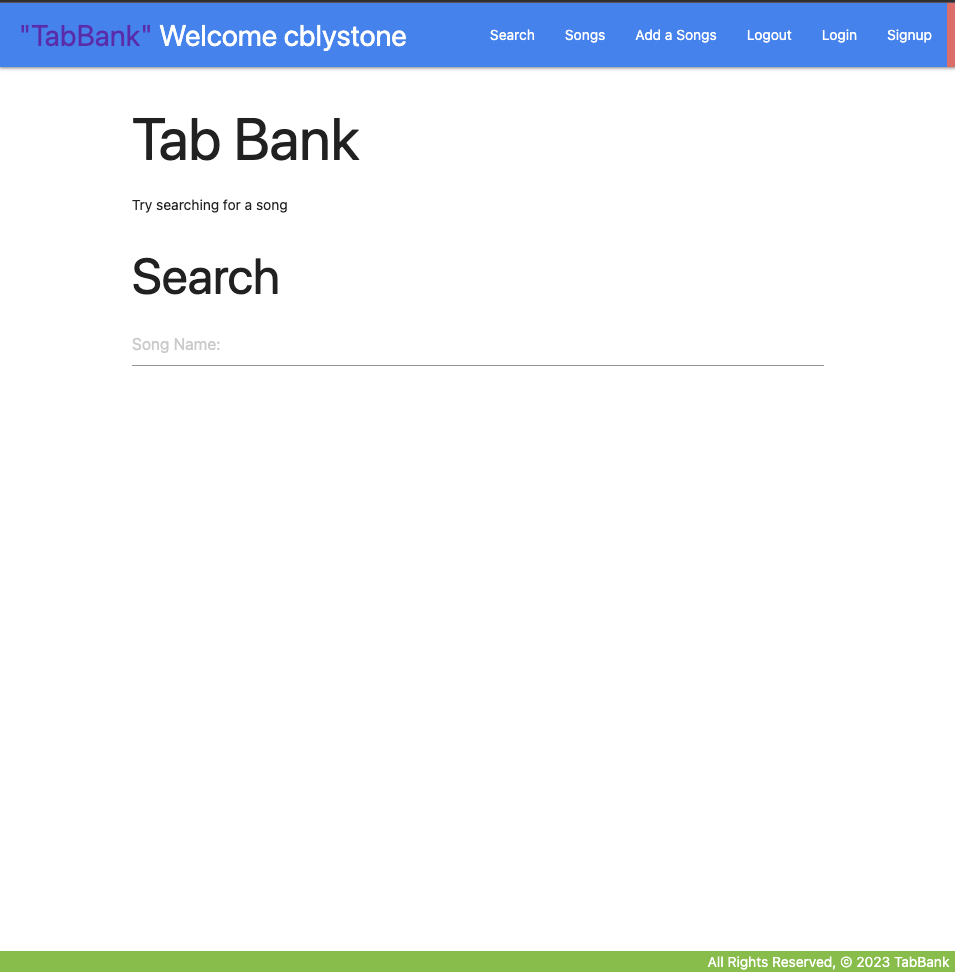 "TabBank" Welcome cblystone Search Songs Add a Songs Logout Login Signup
Tab Bank
Try searching for a song
Search
Song Name:
All Rights Reserved, © 2023 TabBank